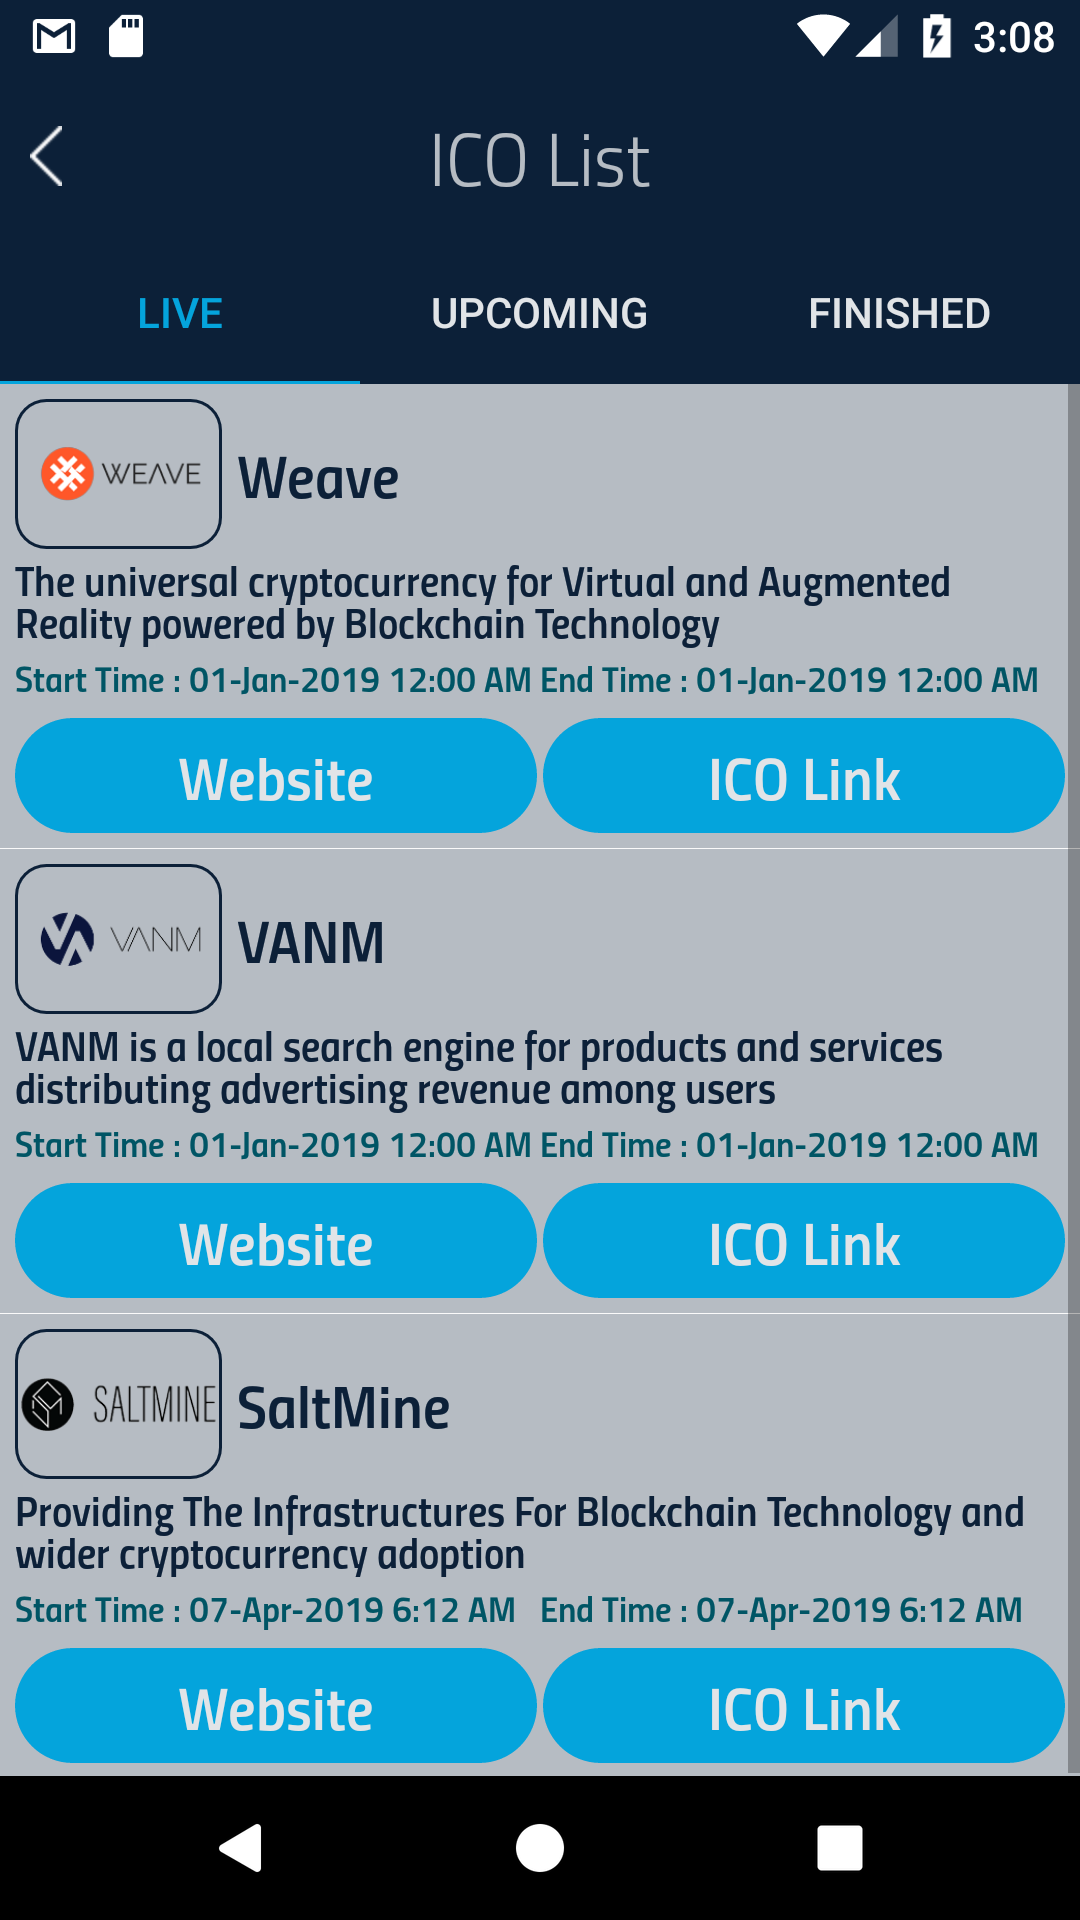 3:08
ICO List
LIVE UPCOMING FINISHED
WEAVE Weave
The universal cryptocurrency for Virtual and Augmented
Reality powered by Blockchain Technology
Start Time : 01-Jan-2019 12:00 AM End Time : 01-Jan-2019 12:00 AM
Website ICO Link
VANM VANM
VANM is a local search engine for products and services
distributing advertising revenue among users
Start Time : 01-Jan-2019 12:00 AM End Time : 01-Jan-2019 12:00 AM
Website ICO Link
SALTMINE SaltMine
Providing The Infrastructures For Blockchain Technology and
wider cryptocurrency adoption
Start Time : 07-Apr-2019 6:12 AM End Time : 07-Apr-2019 6:12 AM
Website ICO Link